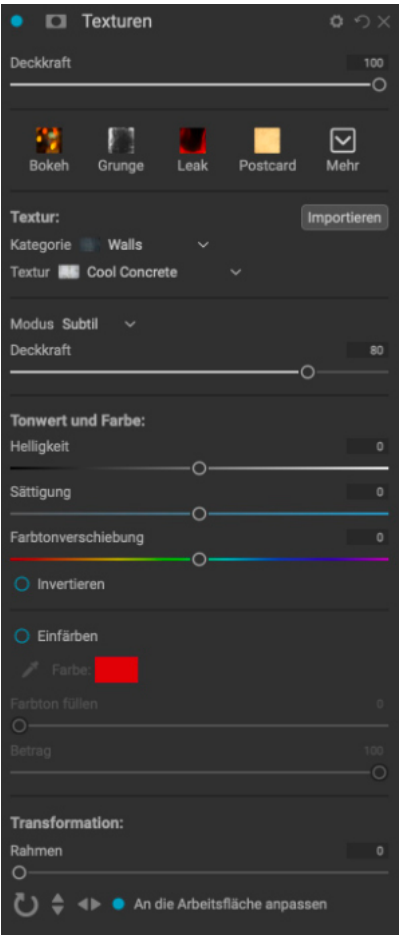 Texturen
Deckkraft 100
Bokeh Grunge Leak Postcard Mehr
Textur: Importieren
Kategorie Walls
Textur Cool Concrete
Modus Subtil
Deckkraft 80
Tonwert und Farbe:
Helligkeit 0
Sättigung 0
Farbtonverschiebung 0
Invertieren
Einfärben
Farbe:
Farbton füllen 0
Betrag 100
Transformation:
Rahmen 0
An die Arbeitsfläche anpassen